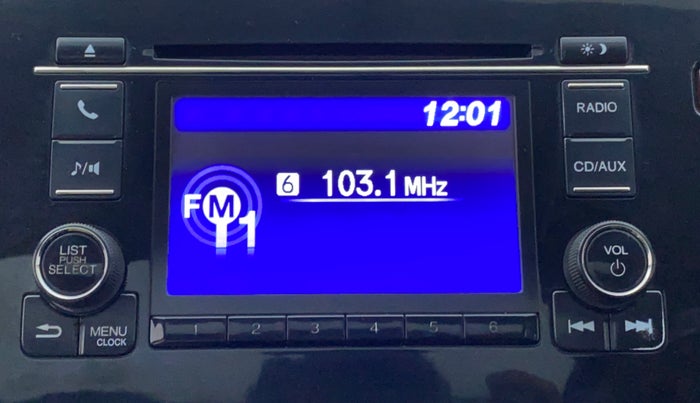 12:01
RADIO
6 103.1 MHz
CD/AUX
FM 1
LIST
PUSH
SELECT
VOL
MENU
CLOCK
1 2 3 4 5 6